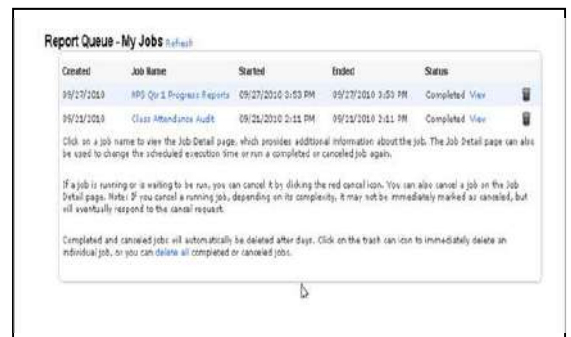 Report Queue - My Jobs Refresh
Created Job Name Started Ended Status
09/27/2010 HPS Qtr 1 Progress Reports 09/27/2010 3:53 PM 09/27/2010 3:53 PM Completed View
09/21/2010 Class Attendance Audit 09/21/2010 2:11 PM 09/21/2010 2:11 PM Completed View
Click on a job name to view the Job Detail page, which provides additional information about the job. The Job Detail page can also
be used to change the scheduled execution time or run a completed or canceled job again.
If a job is running or is waiting to be run, you can cancel it by clicking the red cancel icon. You can also cancel a job on the Job
Detail page. Note: If you cancel a running job, depending on its complexity, it may not be immediately marked as canceled, but
will eventually respond to the cancel request.
Completed and canceled jobs will automatically be deleted after days. Click on the trash can icon to immediately delete an
individual job, or you can delete all completed or canceled jobs.